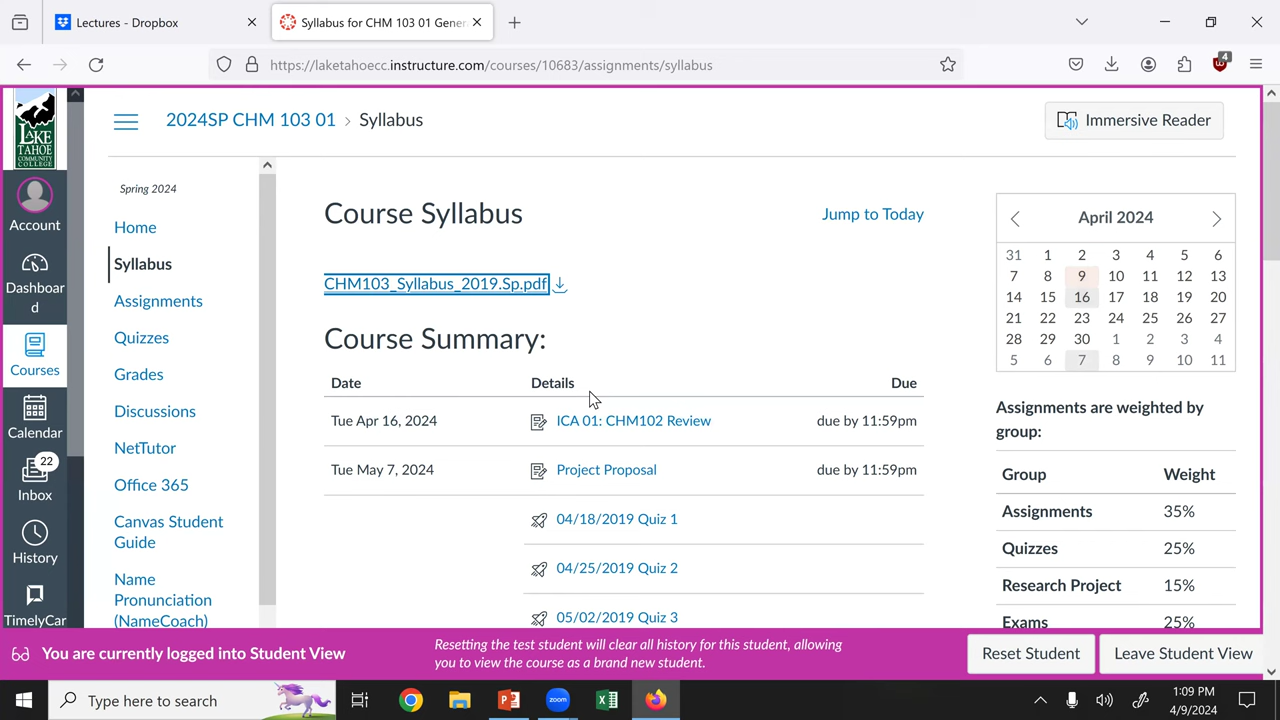 Lectures - Dropbox
Syllabus for CHM 103 01 Gener
https://laketahoecc.instructure.com/courses/10683/assignments/syllabus
4
LAKE
TAHOE
COMMUNITY
COLLEGE
Account
Dashboar
d
Courses
Calendar
22
Inbox
History
TimelyCar
2024SP CHM 103 01 › Syllabus
Immersive Reader
Spring 2024
Home
Syllabus
Assignments
Quizzes
Grades
Discussions
NetTutor
Office 365
Canvas Student
Guide
Name
Pronunciation
(NameCoach)
Course Syllabus
Jump to Today
CHM103_Syllabus_2019.Sp.pdf
Course Summary:
Date Details Due
Tue Apr 16, 2024 ICA 01: CHM102 Review due by 11:59pm
Tue May 7, 2024 Project Proposal due by 11:59pm
04/18/2019 Quiz 1
04/25/2019 Quiz 2
05/02/2019 Quiz 3
April 2024
31 1 2 3 4 5 6
7 8 9 10 11 12 13
14 15 16 17 18 19 20
21 22 23 24 25 26 27
28 29 30 1 2 3 4
5 6 7 8 9 10 11
Assignments are weighted by
group:
Group Weight
Assignments 35%
Quizzes 25%
Research Project 15%
Exams 25%
You are currently logged into Student View
Resetting the test student will clear all history for this student, allowing
you to view the course as a brand new student.
Reset Student
Leave Student View
Type here to search
1:09 PM
4/9/2024